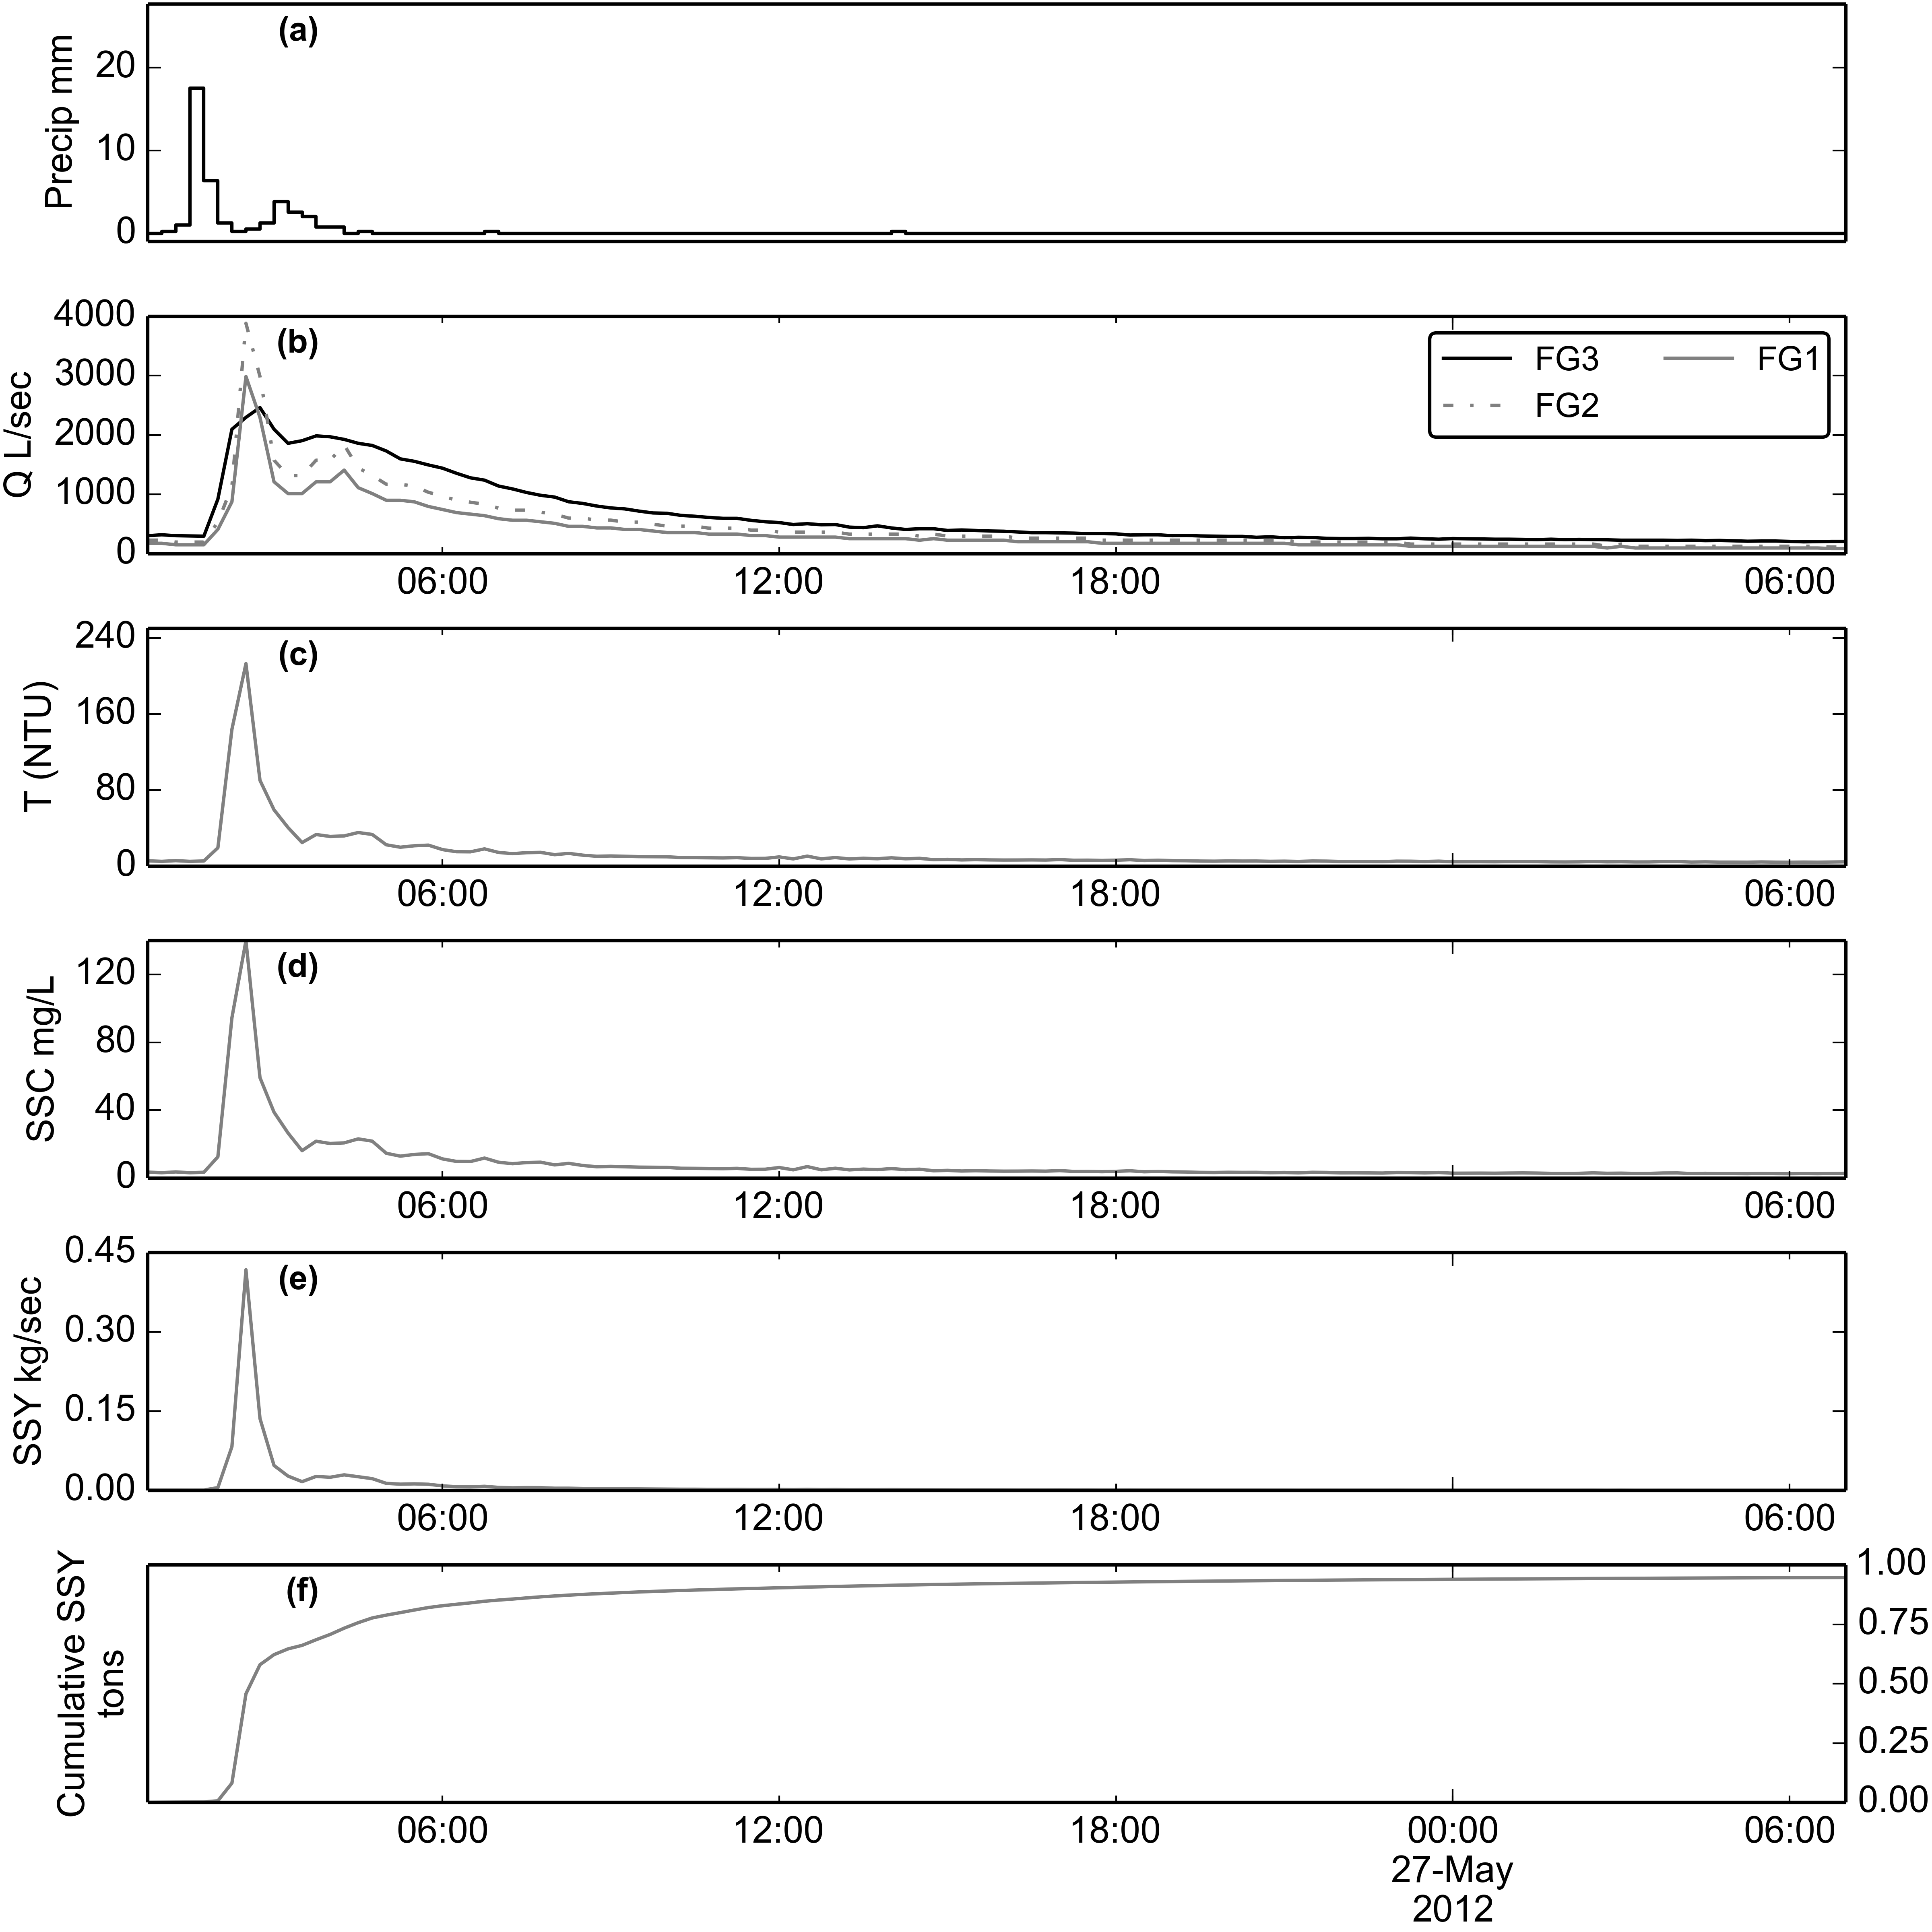 (a)
Precip mm
20
10
0
(b)
Q L/sec
4000
3000
2000
1000
0
FG3
FG1
FG2
06:00
12:00
18:00
06:00
(c)
T (NTU)
240
160
80
0
06:00
12:00
18:00
06:00
(d)
SSC mg/L
120
80
40
0
06:00
12:00
18:00
06:00
(e)
SSY kg/sec
0.45
0.30
0.15
0.00
06:00
12:00
18:00
06:00
(f)
Cumulative SSY
tons
1.00
0.75
0.50
0.25
0.00
06:00
12:00
18:00
00:00
06:00
27-May
2012